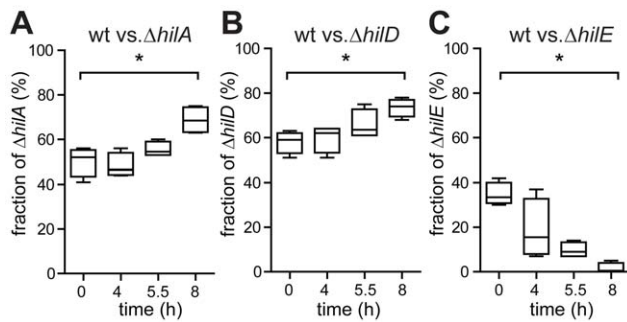 A
wt vs.ΔhilA
*
fraction of ΔhilA (%)
100
80
60
40
20
0
0 4 5.5 8
time (h)
B
wt vs.ΔhilD
*
fraction of ΔhilD (%)
100
80
60
40
20
0
0 4 5.5 8
time (h)
C
wt vs.ΔhilE
*
fraction of ΔhilE (%)
100
80
60
40
20
0
0 4 5.5 8
time (h)